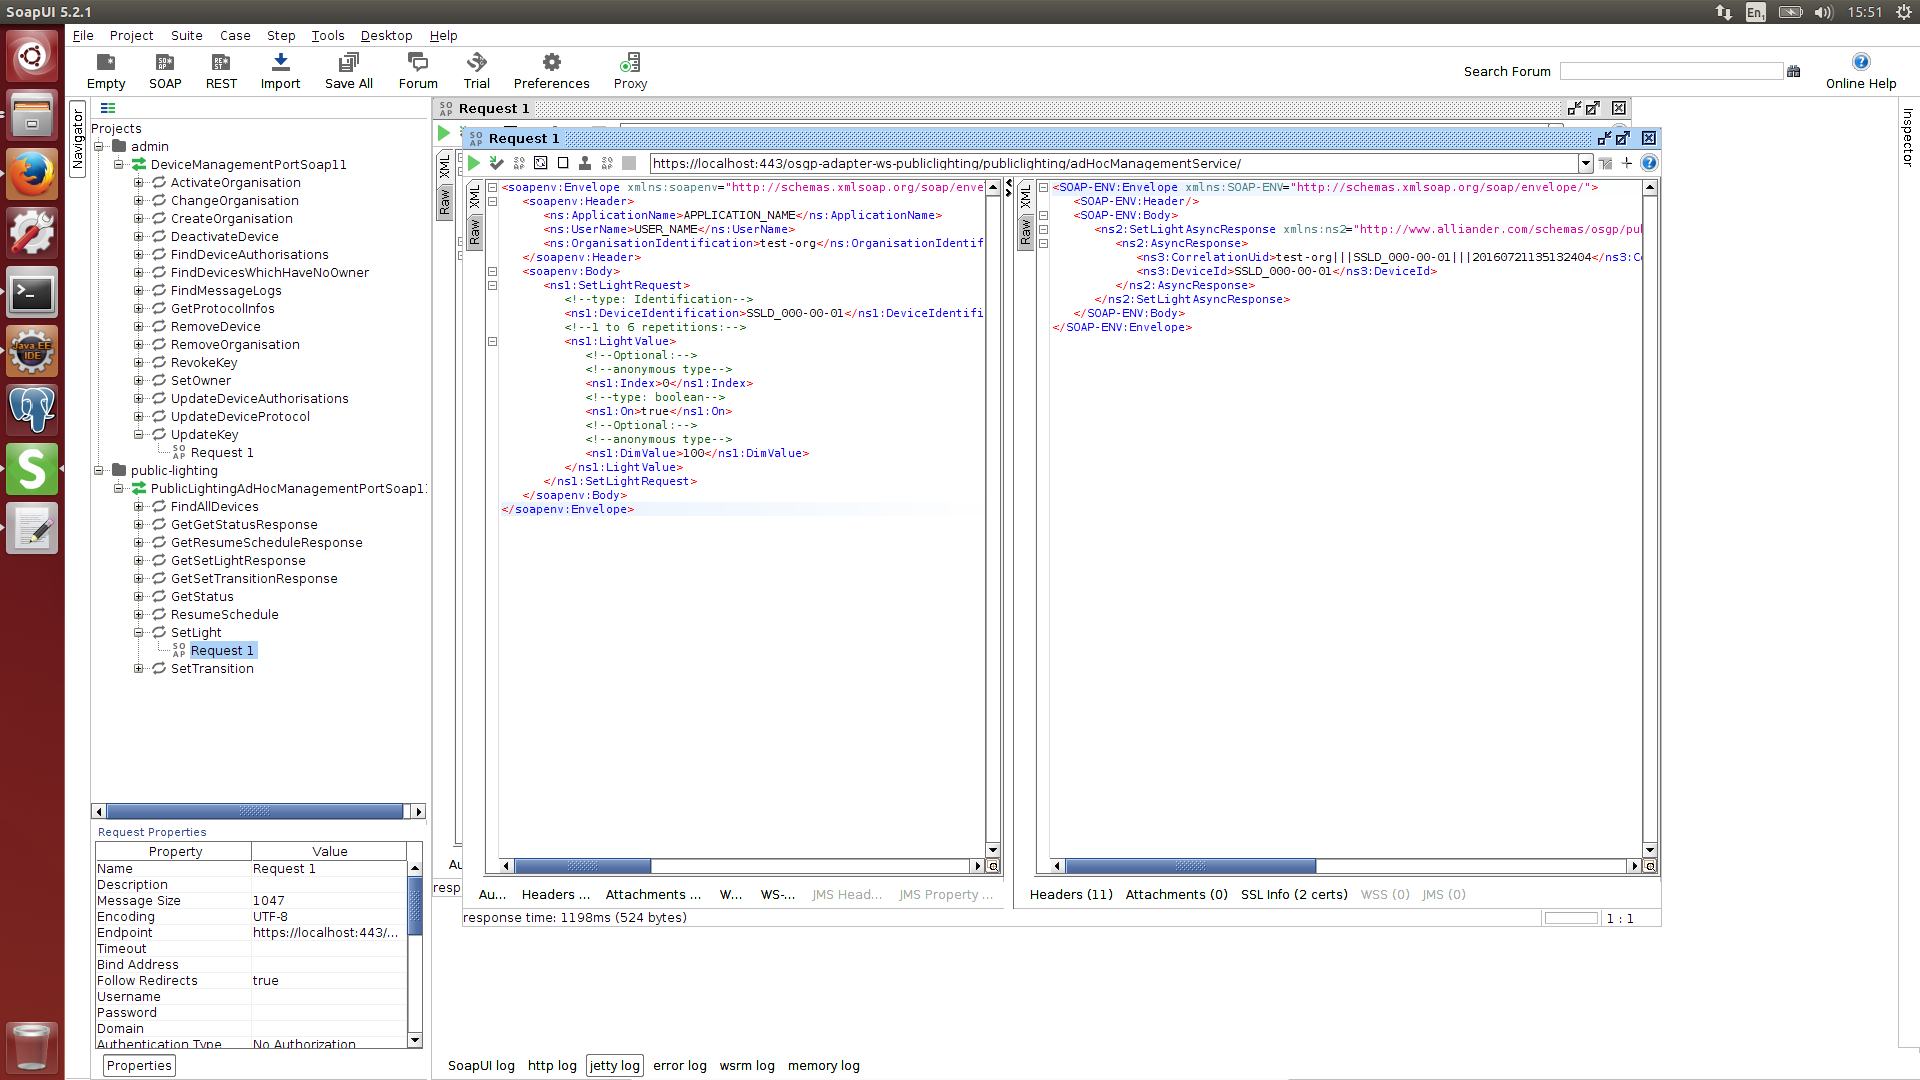 SoapUI 5.2.1
En
15:51
File Project Suite Case Step Tools Desktop Help
Empty SOAP REST Import Save All Forum Trial Preferences Proxy
Search Forum
Online Help
Navigator
Inspector
Projects
admin
DeviceManagementPortSoap11
ActivateOrganisation
ChangeOrganisation
CreateOrganisation
DeactivateDevice
FindDeviceAuthorisations
FindDevicesWhichHaveNoOwner
FindMessageLogs
GetProtocolInfos
RemoveDevice
RemoveOrganisation
RevokeKey
SetOwner
UpdateDeviceAuthorisations
UpdateDeviceProtocol
UpdateKey
Request 1
public-lighting
PublicLightingAdHocManagementPortSoap11
FindAllDevices
GetGetStatusResponse
GetResumeScheduleResponse
GetSetLightResponse
GetSetTransitionResponse
GetStatus
ResumeSchedule
SetLight
Request 1
SetTransition
Request Properties
Property Value
Name Request 1
Description
Message Size 1047
Encoding UTF-8
Endpoint https://localhost:443/...
Timeout
Bind Address
Follow Redirects true
Username
Password
Domain
Authentication Type No Authorization
Properties
Request 1
XML
Raw
Au
resp
Request 1
https://localhost:443/osgp-adapter-ws-publiclighting/publiclighting/adHocManagementService/
XML
Raw
<soapenv:Envelope xmlns:soapenv="http://schemas.xmlsoap.org/soap/enve
<soapenv:Header>
<ns:ApplicationName>APPLICATION_NAME</ns:ApplicationName>
<ns:UserName>USER_NAME</ns:UserName>
<ns:OrganisationIdentification>test-org</ns:OrganisationIdentif
</soapenv:Header>
<soapenv:Body>
<ns1:SetLightRequest>
<!--type: Identification-->
<ns1:DeviceIdentification>SSLD_000-00-01</ns1:DeviceIdentifi
<!--1 to 6 repetitions:-->
<ns1:LightValue>
<!--Optional:-->
<!--anonymous type-->
<ns1:Index>0</ns1:Index>
<!--type: boolean-->
<ns1:On>true</ns1:On>
<!--Optional:-->
<!--anonymous type-->
<ns1:DimValue>100</ns1:DimValue>
</ns1:LightValue>
</ns1:SetLightRequest>
</soapenv:Body>
</soapenv:Envelope>
XML
Raw
<SOAP-ENV:Envelope xmlns:SOAP-ENV="http://schemas.xmlsoap.org/soap/envelope/">
<SOAP-ENV:Header/>
<SOAP-ENV:Body>
<ns2:SetLightAsyncResponse xmlns:ns2="http://www.alliander.com/schemas/osgp/pul
<ns2:AsyncResponse>
<ns3:CorrelationUid>test-org|||SSLD_000-00-01|||20160721135132404</ns3:Co
<ns3:DeviceId>SSLD_000-00-01</ns3:DeviceId>
</ns2:AsyncResponse>
</ns2:SetLightAsyncResponse>
</SOAP-ENV:Body>
</SOAP-ENV:Envelope>
Au... Headers ... Attachments ... W... WS-... JMS Head... JMS Property ...
Headers (11) Attachments (0) SSL Info (2 certs) WSS (0) JMS (0)
response time: 1198ms (524 bytes)
1 : 1
SoapUI log http log jetty log error log wsrm log memory log
Java EE
IDE